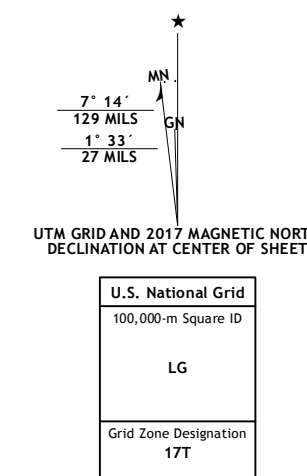 ★
MN
7° 14´
129 MILS
GN
1° 33´
27 MILS
UTM GRID AND 2017 MAGNETIC NORT
DECLINATION AT CENTER OF SHEET
U.S. National Grid
100,000-m Square ID
LG
Grid Zone Designation
17T